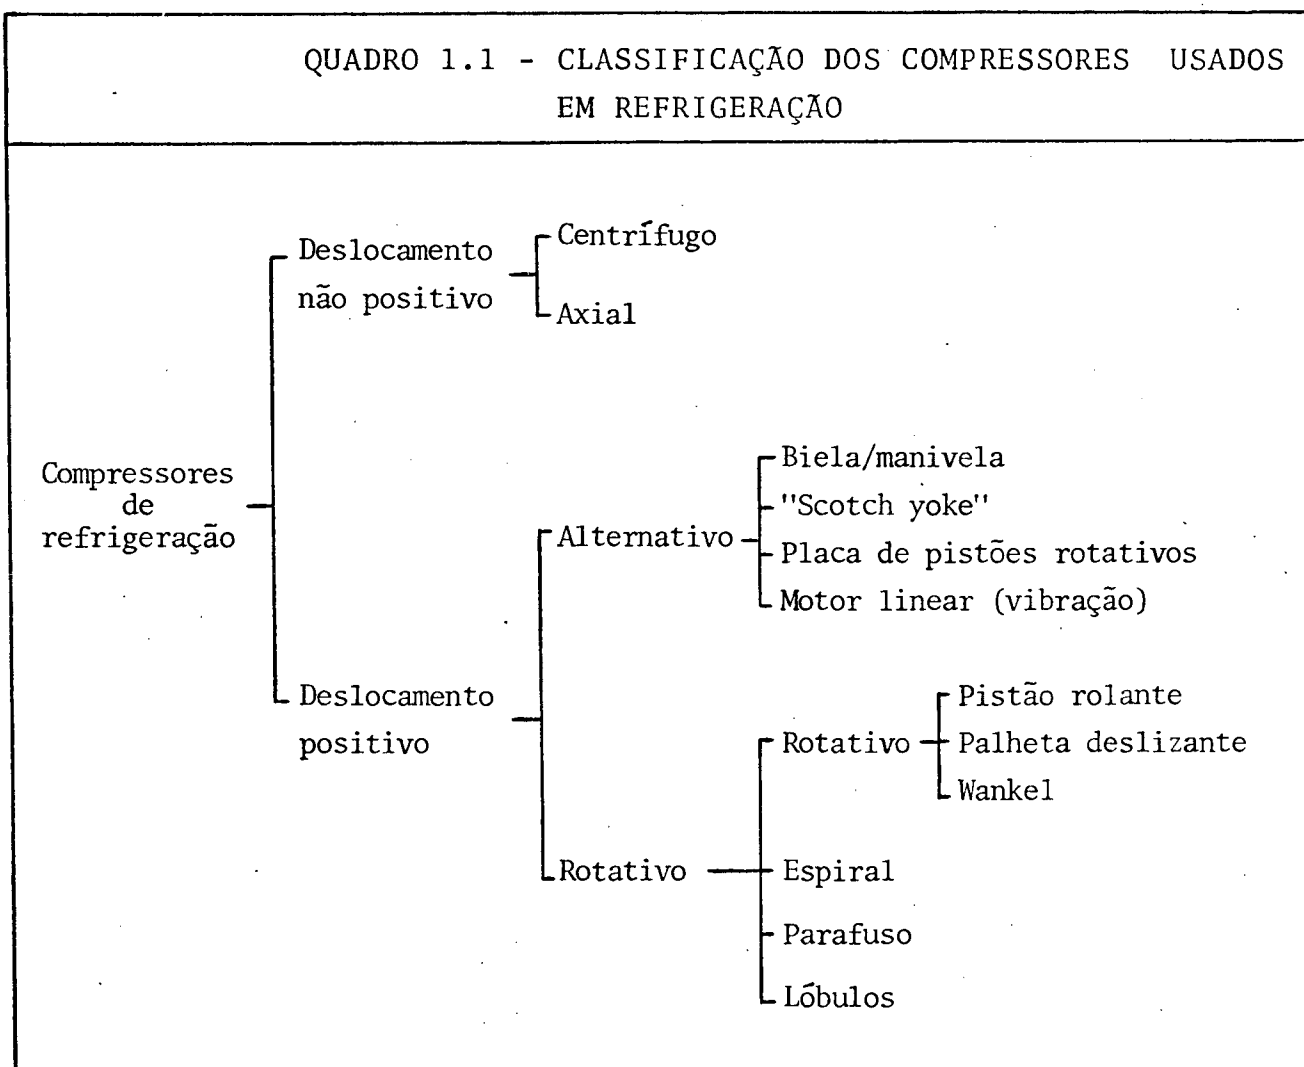 QUADRO 1.1 - CLASSIFICAÇÃO DOS COMPRESSORES USADOS
EM REFRIGERAÇÃO
Deslocamento
não positivo
Centrífugo
Axial
Compressores
de
refrigeração
Deslocamento
positivo
Alternativo
Biela/manivela
"Scotch yoke"
Placa de pistões rotativos
Motor linear (vibração)
Rotativo
Rotativo
Pistão rolante
Palheta deslizante
Wankel
Espiral
Parafuso
Lóbulos